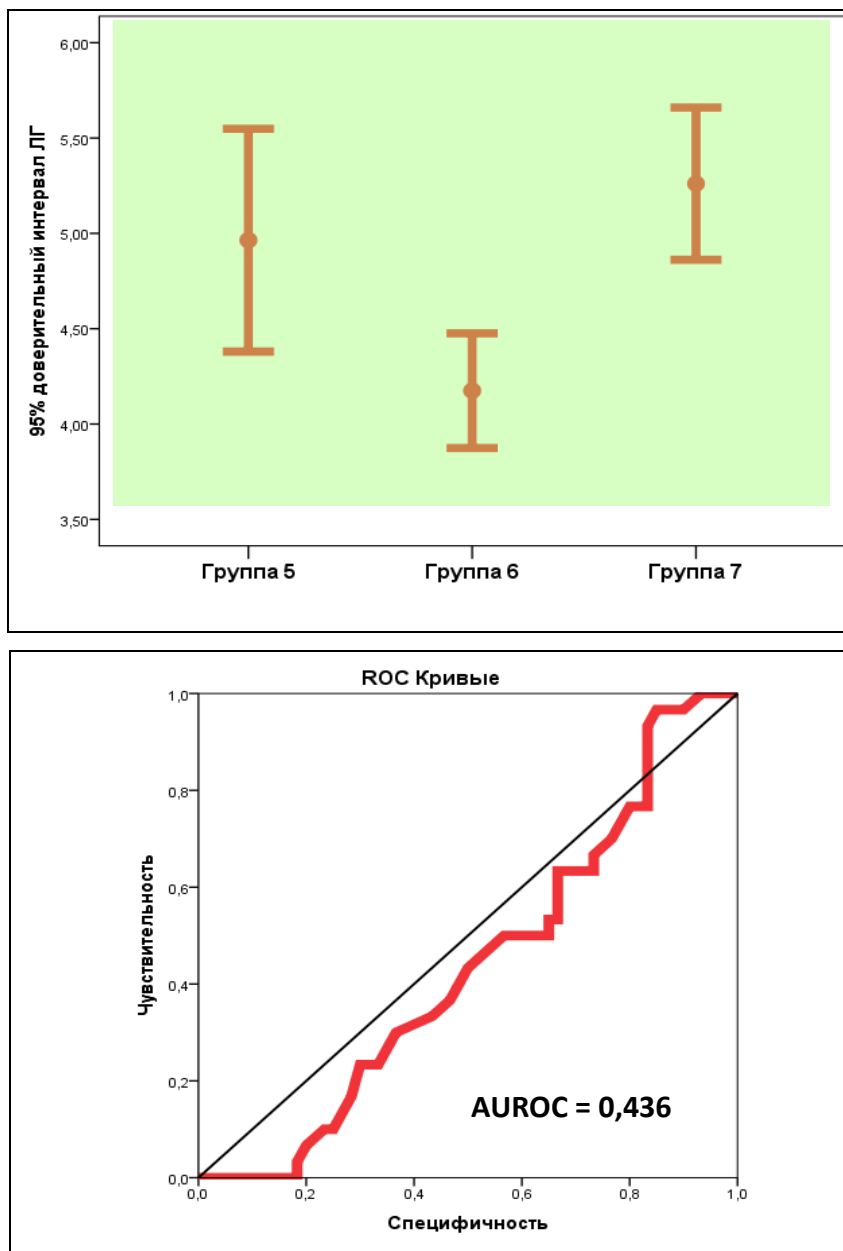 6,00
5,50
5,00
4,50
4,00
3,50
95% доверительный интервал ЛГ
Группа 5
Группа 6
Группа 7
ROC Кривые
1,0
0,8
0,6
0,4
0,2
0,0
Чувствительность
AUROC = 0,436
0,0
0,2
0,4
0,6
0,8
1,0
Специфичность